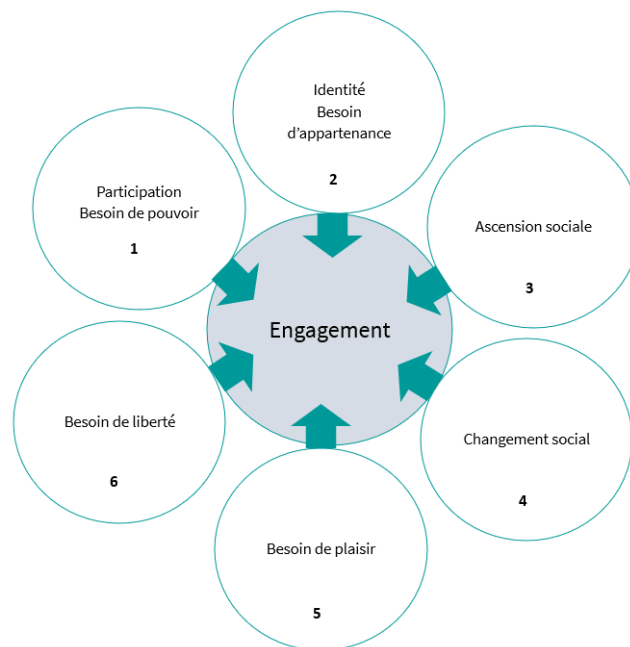 Participation
Besoin de pouvoir
1
Identité
Besoin
d'appartenance
2
Ascension sociale
3
Changement social
4
Besoin de plaisir
5
Besoin de liberté
6
Engagement